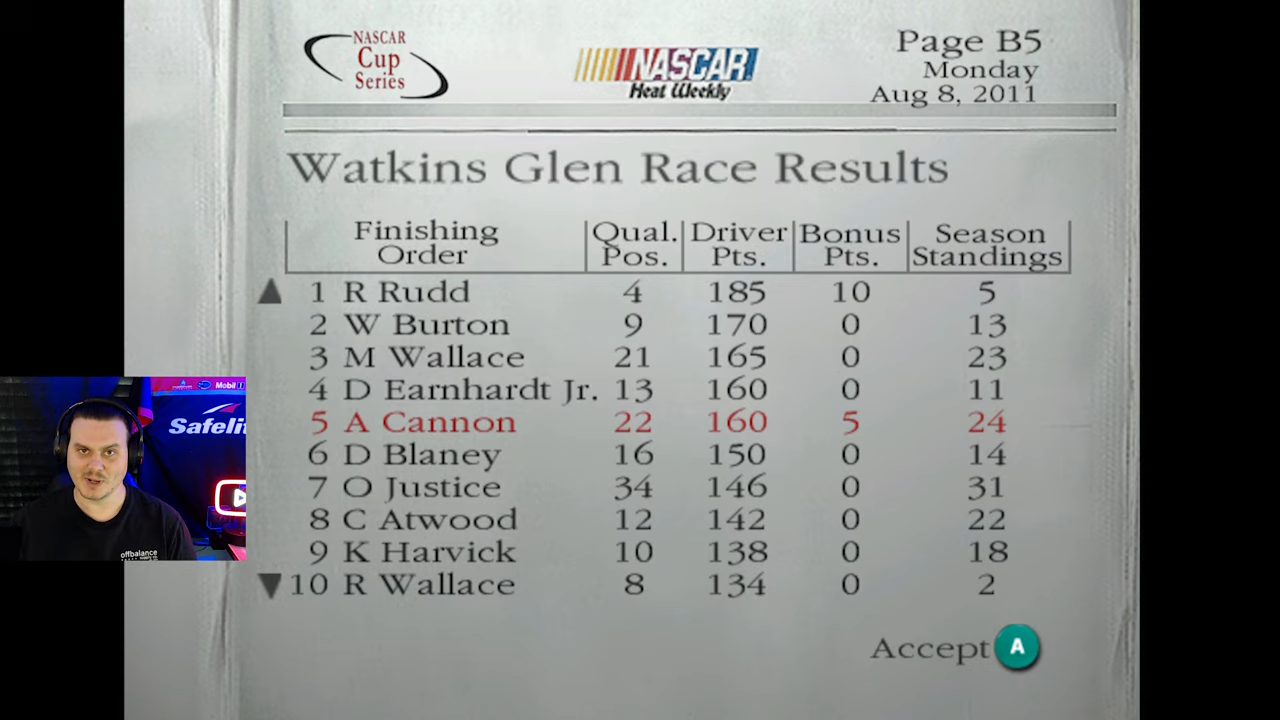 NASCAR
Cup
Series
NASCAR
Heat Weekly
Page B5
Monday
Aug 8, 2011
Watkins Glen Race Results
Finishing Order Qual. Pos. Driver Pts. Bonus Pts. Season Standings
1 R Rudd 4 185 10 5
2 W Burton 9 170 0 13
3 M Wallace 21 165 0 23
4 D Earnhardt Jr. 13 160 0 11
5 A Cannon 22 160 5 24
6 D Blaney 16 150 0 14
7 O Justice 34 146 0 31
8 C Atwood 12 142 0 22
9 K Harvick 10 138 0 18
10 R Wallace 8 134 0 2
Accept A
Mobil 1
Safelit
offbalance